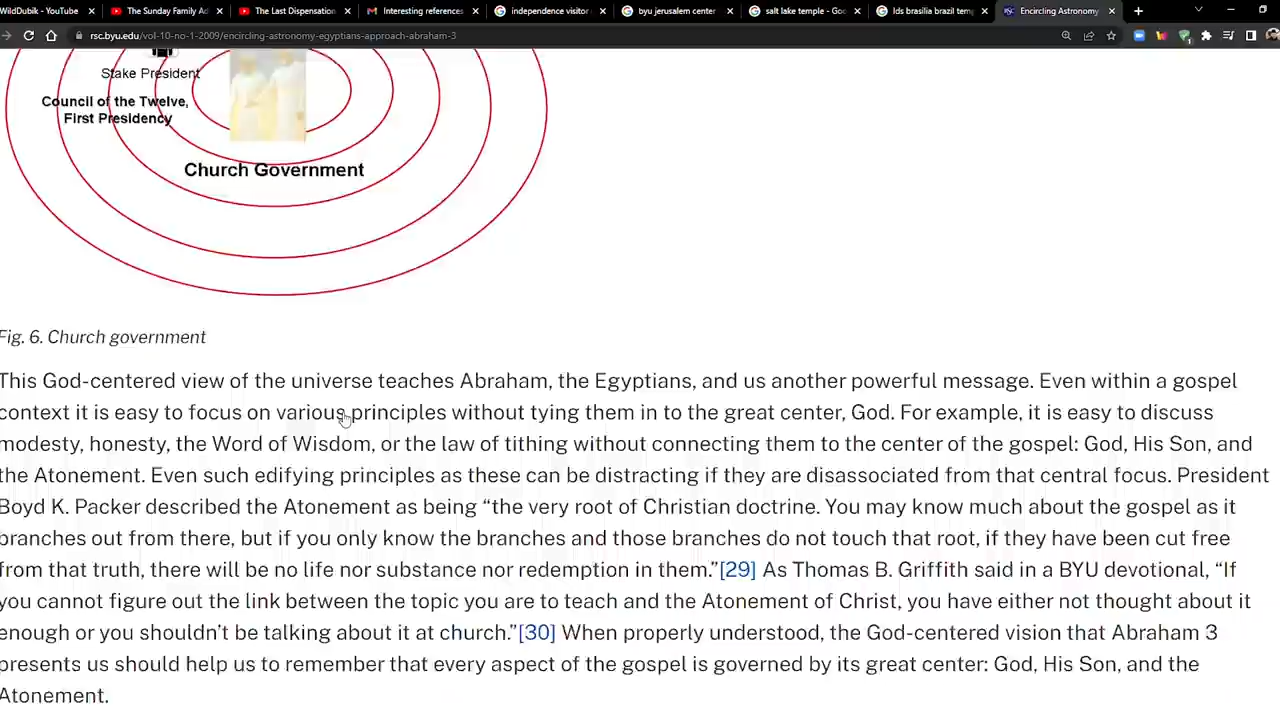 WildDubik - YouTube
The Sunday Family Ad
The Last Dispensation
Interesting references
independence visitor
byu jerusalem center
salt lake temple - Goo
lds brasilia brazil temp
Encircling Astronomy
rsc.byu.edu/vol-10-no-1-2009/encircling-astronomy-egyptians-approach-abraham-3
Stake President
Council of the Twelve,
First Presidency
Church Government
Fig. 6. Church government
This God-centered view of the universe teaches Abraham, the Egyptians, and us another powerful message. Even within a gospel
context it is easy to focus on various principles without tying them in to the great center, God. For example, it is easy to discuss
modesty, honesty, the Word of Wisdom, or the law of tithing without connecting them to the center of the gospel: God, His Son, and
the Atonement. Even such edifying principles as these can be distracting if they are disassociated from that central focus. President
Boyd K. Packer described the Atonement as being “the very root of Christian doctrine. You may know much about the gospel as it
branches out from there, but if you only know the branches and those branches do not touch that root, if they have been cut free
from that truth, there will be no life nor substance nor redemption in them.”[29] As Thomas B. Griffith said in a BYU devotional, “If
you cannot figure out the link between the topic you are to teach and the Atonement of Christ, you have either not thought about it
enough or you shouldn’t be talking about it at church.”[30] When properly understood, the God-centered vision that Abraham 3
presents us should help us to remember that every aspect of the gospel is governed by its great center: God, His Son, and the
Atonement.